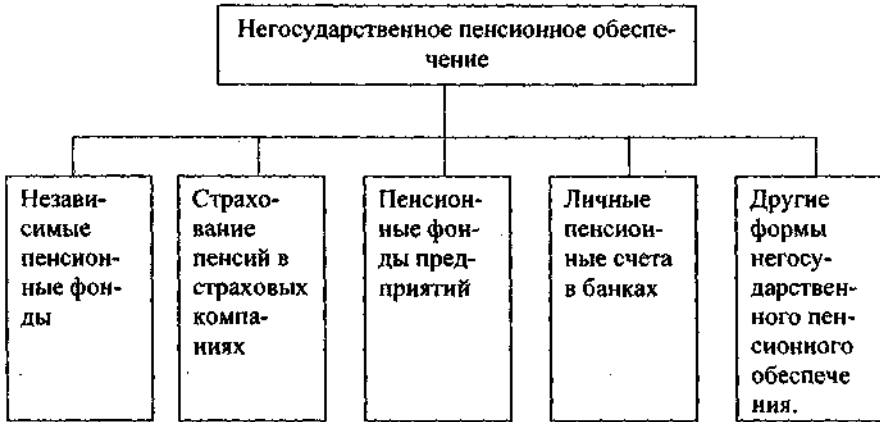 Негосударственное пенсионное обеспе-
чение
Незави-
симые
пенсион-
ные фон-
ды
Страхо-
вание
пенсий в
страховых
компа-
ниях
Пенсион-
ные фон-
ды пред-
приятий
Личные
пенсион-
ные счета
в банках
Другие
формы
негосу-
дарствен-
ного пен-
сионного
обеспече
ния.